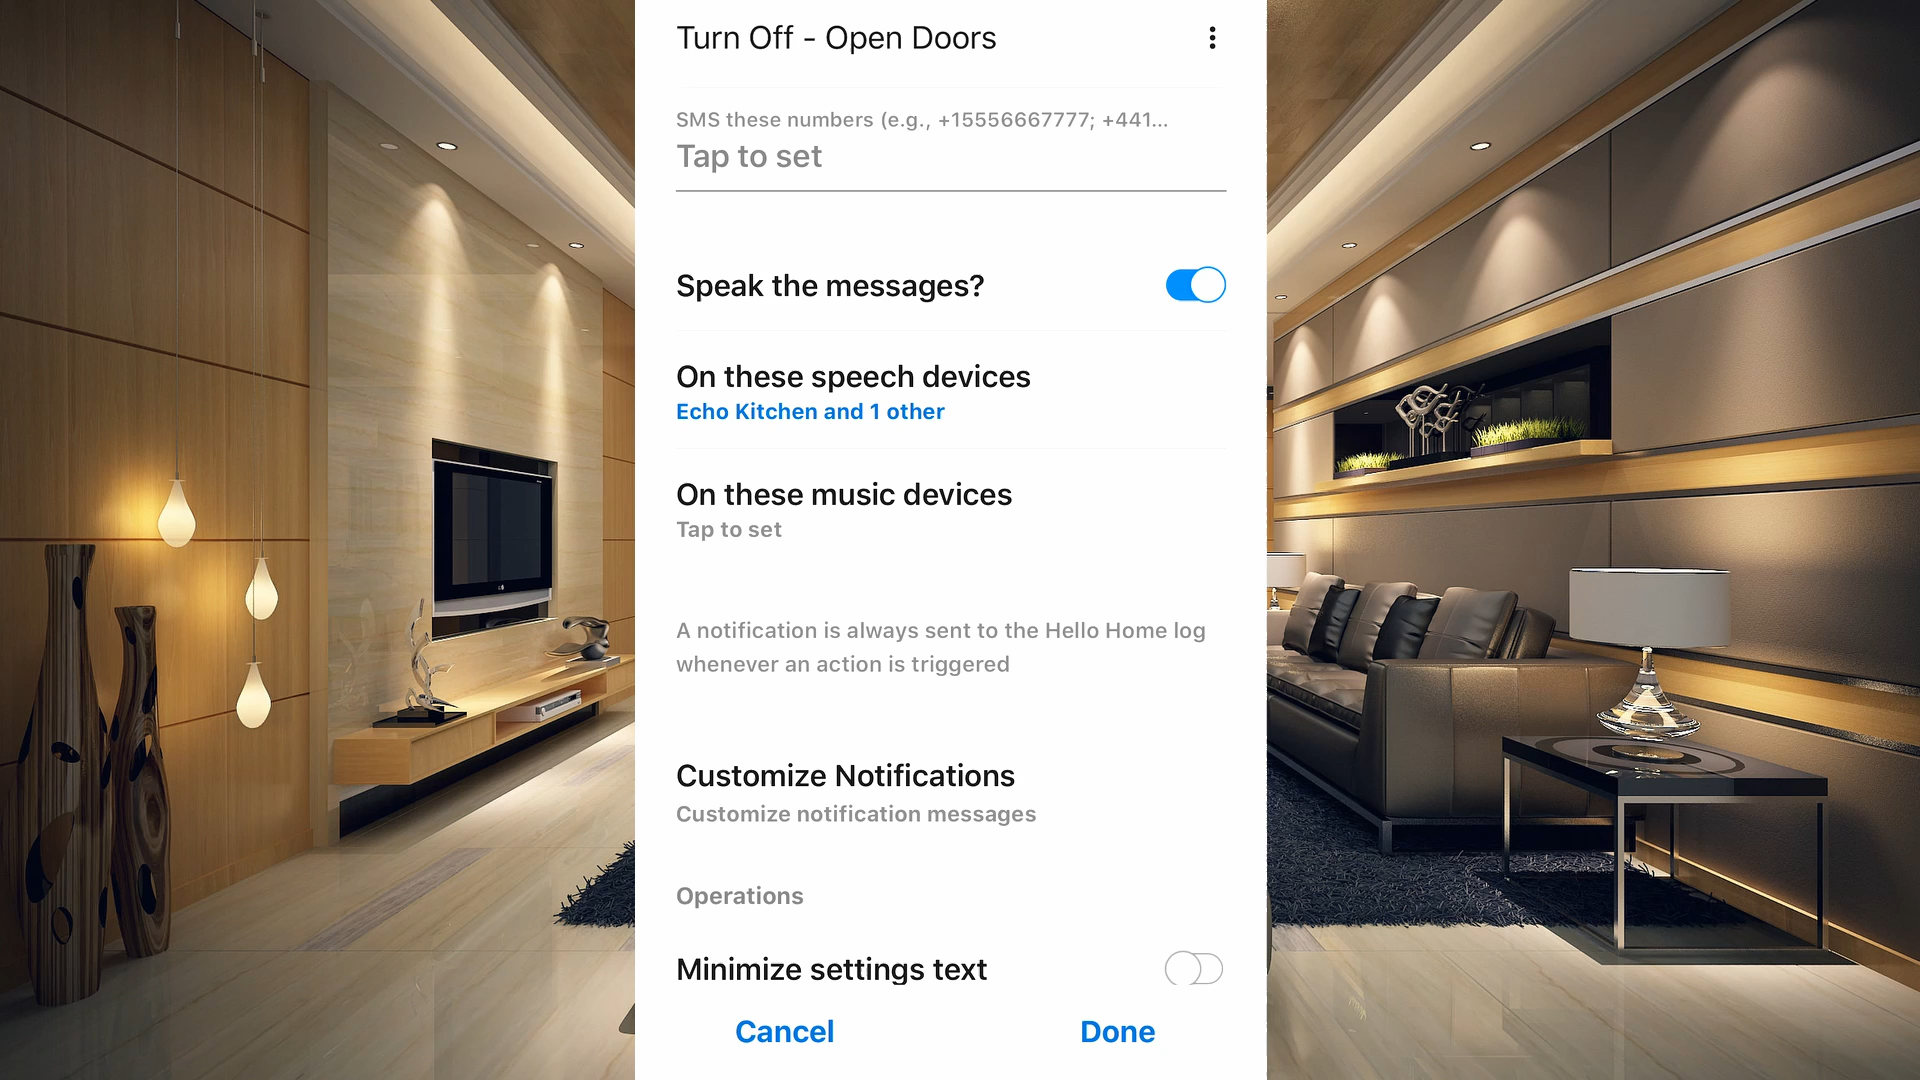 Turn Off - Open Doors
SMS these numbers (e.g., +15556667777; +441...
Tap to set
Speak the messages?
On these speech devices
Echo Kitchen and 1 other
On these music devices
Tap to set
A notification is always sent to the Hello Home log
whenever an action is triggered
Customize Notifications
Customize notification messages
Operations
Minimize settings text
Cancel Done